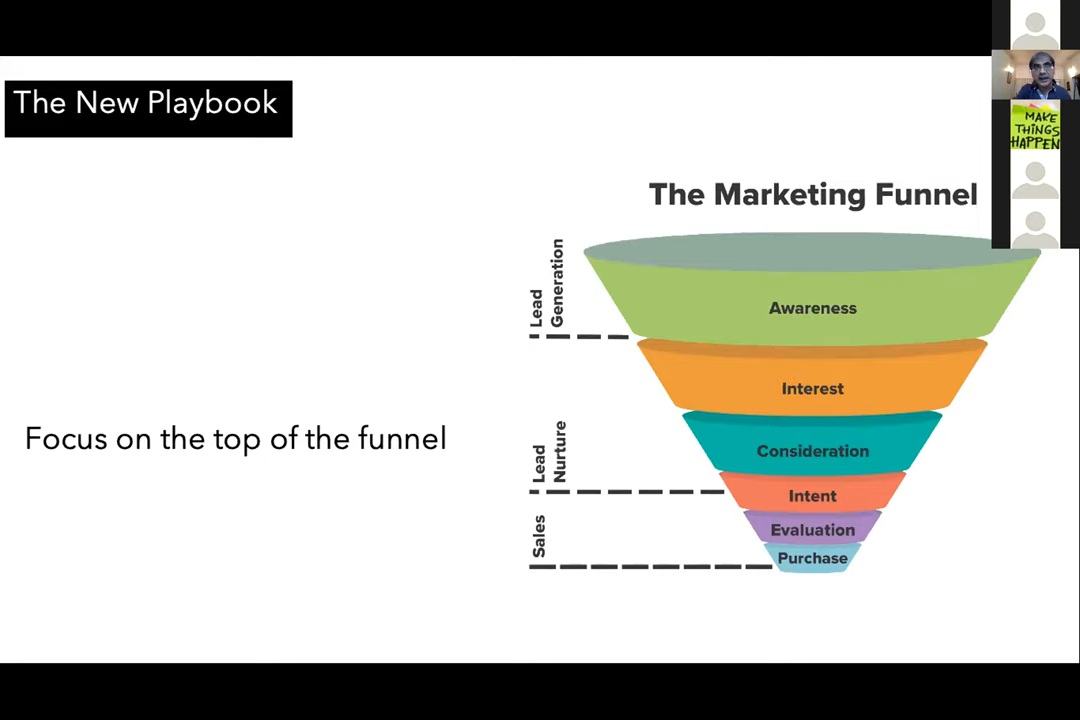 The New Playbook
MAKE
THINGS
HAPPEN
The Marketing Funnel
Lead
Generation
Awareness
Interest
Focus on the top of the funnel
Lead
Nurture
Consideration
Intent
Sales
Evaluation
Purchase